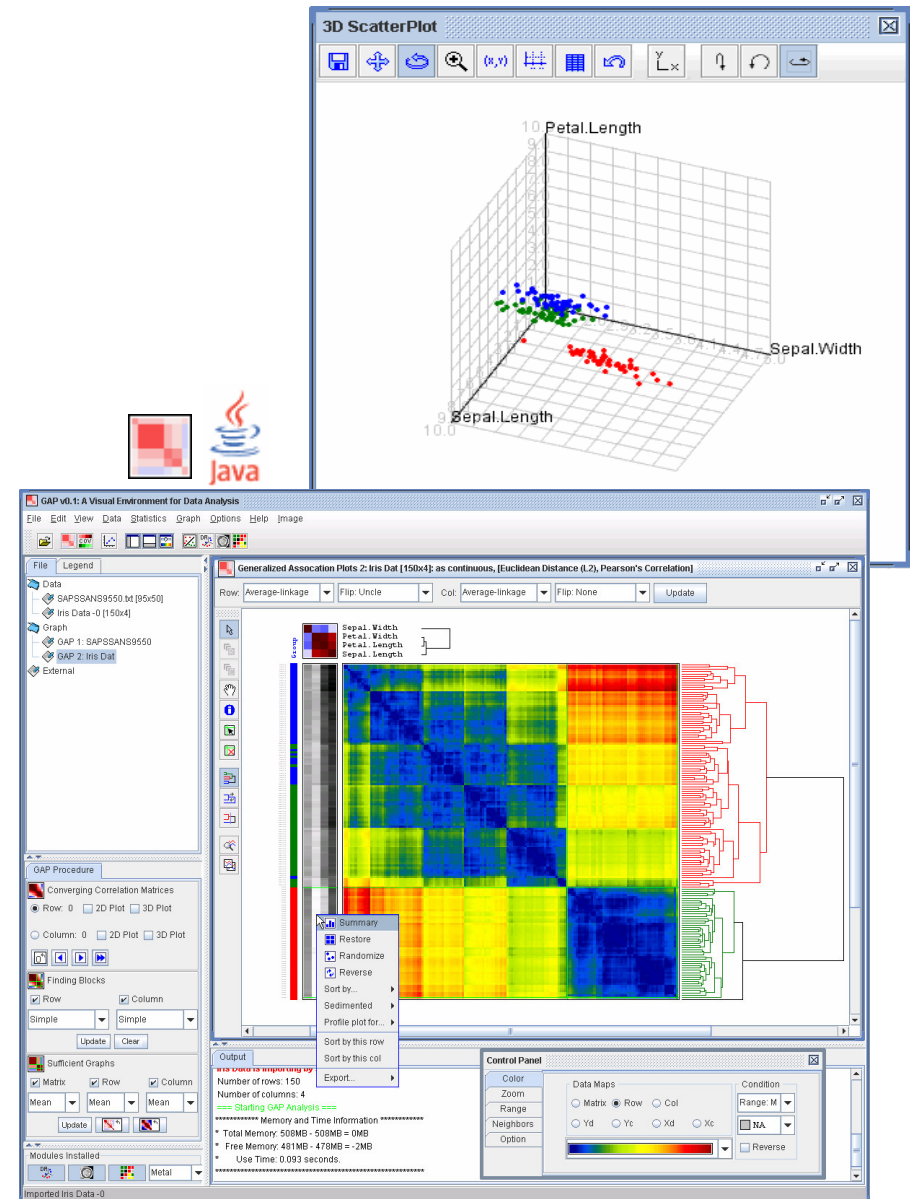 3D ScatterPlot
(x,y)
Y
X
10.
Petal.Length
Sepal.Width
Sepal.Length
10.0
Java
GAP v0.1: A Visual Environment for Data Analysis
File Edit View Data Statistics Graph Options Help Image
COV
File Legend
Data
SAPSSANS9550.txt [95x50]
Iris Data -0 [150x4]
Graph
GAP 1: SAPSSANS9550
GAP 2: Iris Dat
External
Generalized Assocation Plots 2: Iris Dat [150x4]: as continuous, [Euclidean Distance (L2), Pearson's Correlation]
Row: Average-linkage Flip: Uncle Col: Average-linkage Flip: None Update
Group
Sepal.Width
Petal.Width
Petal.Length
Sepal.Length
Summary
Restore
Randomize
Reverse
Sort by...
Sedimented
Profile plot for...
Sort by this row
Sort by this col
Export...
GAP Procedure
Converging Correlation Matrices
Row: 0 2D Plot 3D Plot
Column: 0 2D Plot 3D Plot
Finding Blocks
Row Column
Simple Simple
Update Clear
Sufficient Graphs
Matrix Row Column
Mean Mean Mean
Update
Modules Installed
Metal
Imported Iris Data -0
Output
Iris Data is importing by
Number of rows: 150
Number of columns: 4
=== Starting GAP Analysis ===
************ Memory and Time Information ************
* Total Memory: 508MB - 508MB = 0MB
* Free Memory: 481MB - 478MB = -2MB
* Use Time: 0.093 seconds.
Control Panel
Color
Zoom
Range
Neighbors
Option
Data Maps
Matrix Row Col
Yd Yc Xd Xc
Condition
Range: M
NA
Reverse